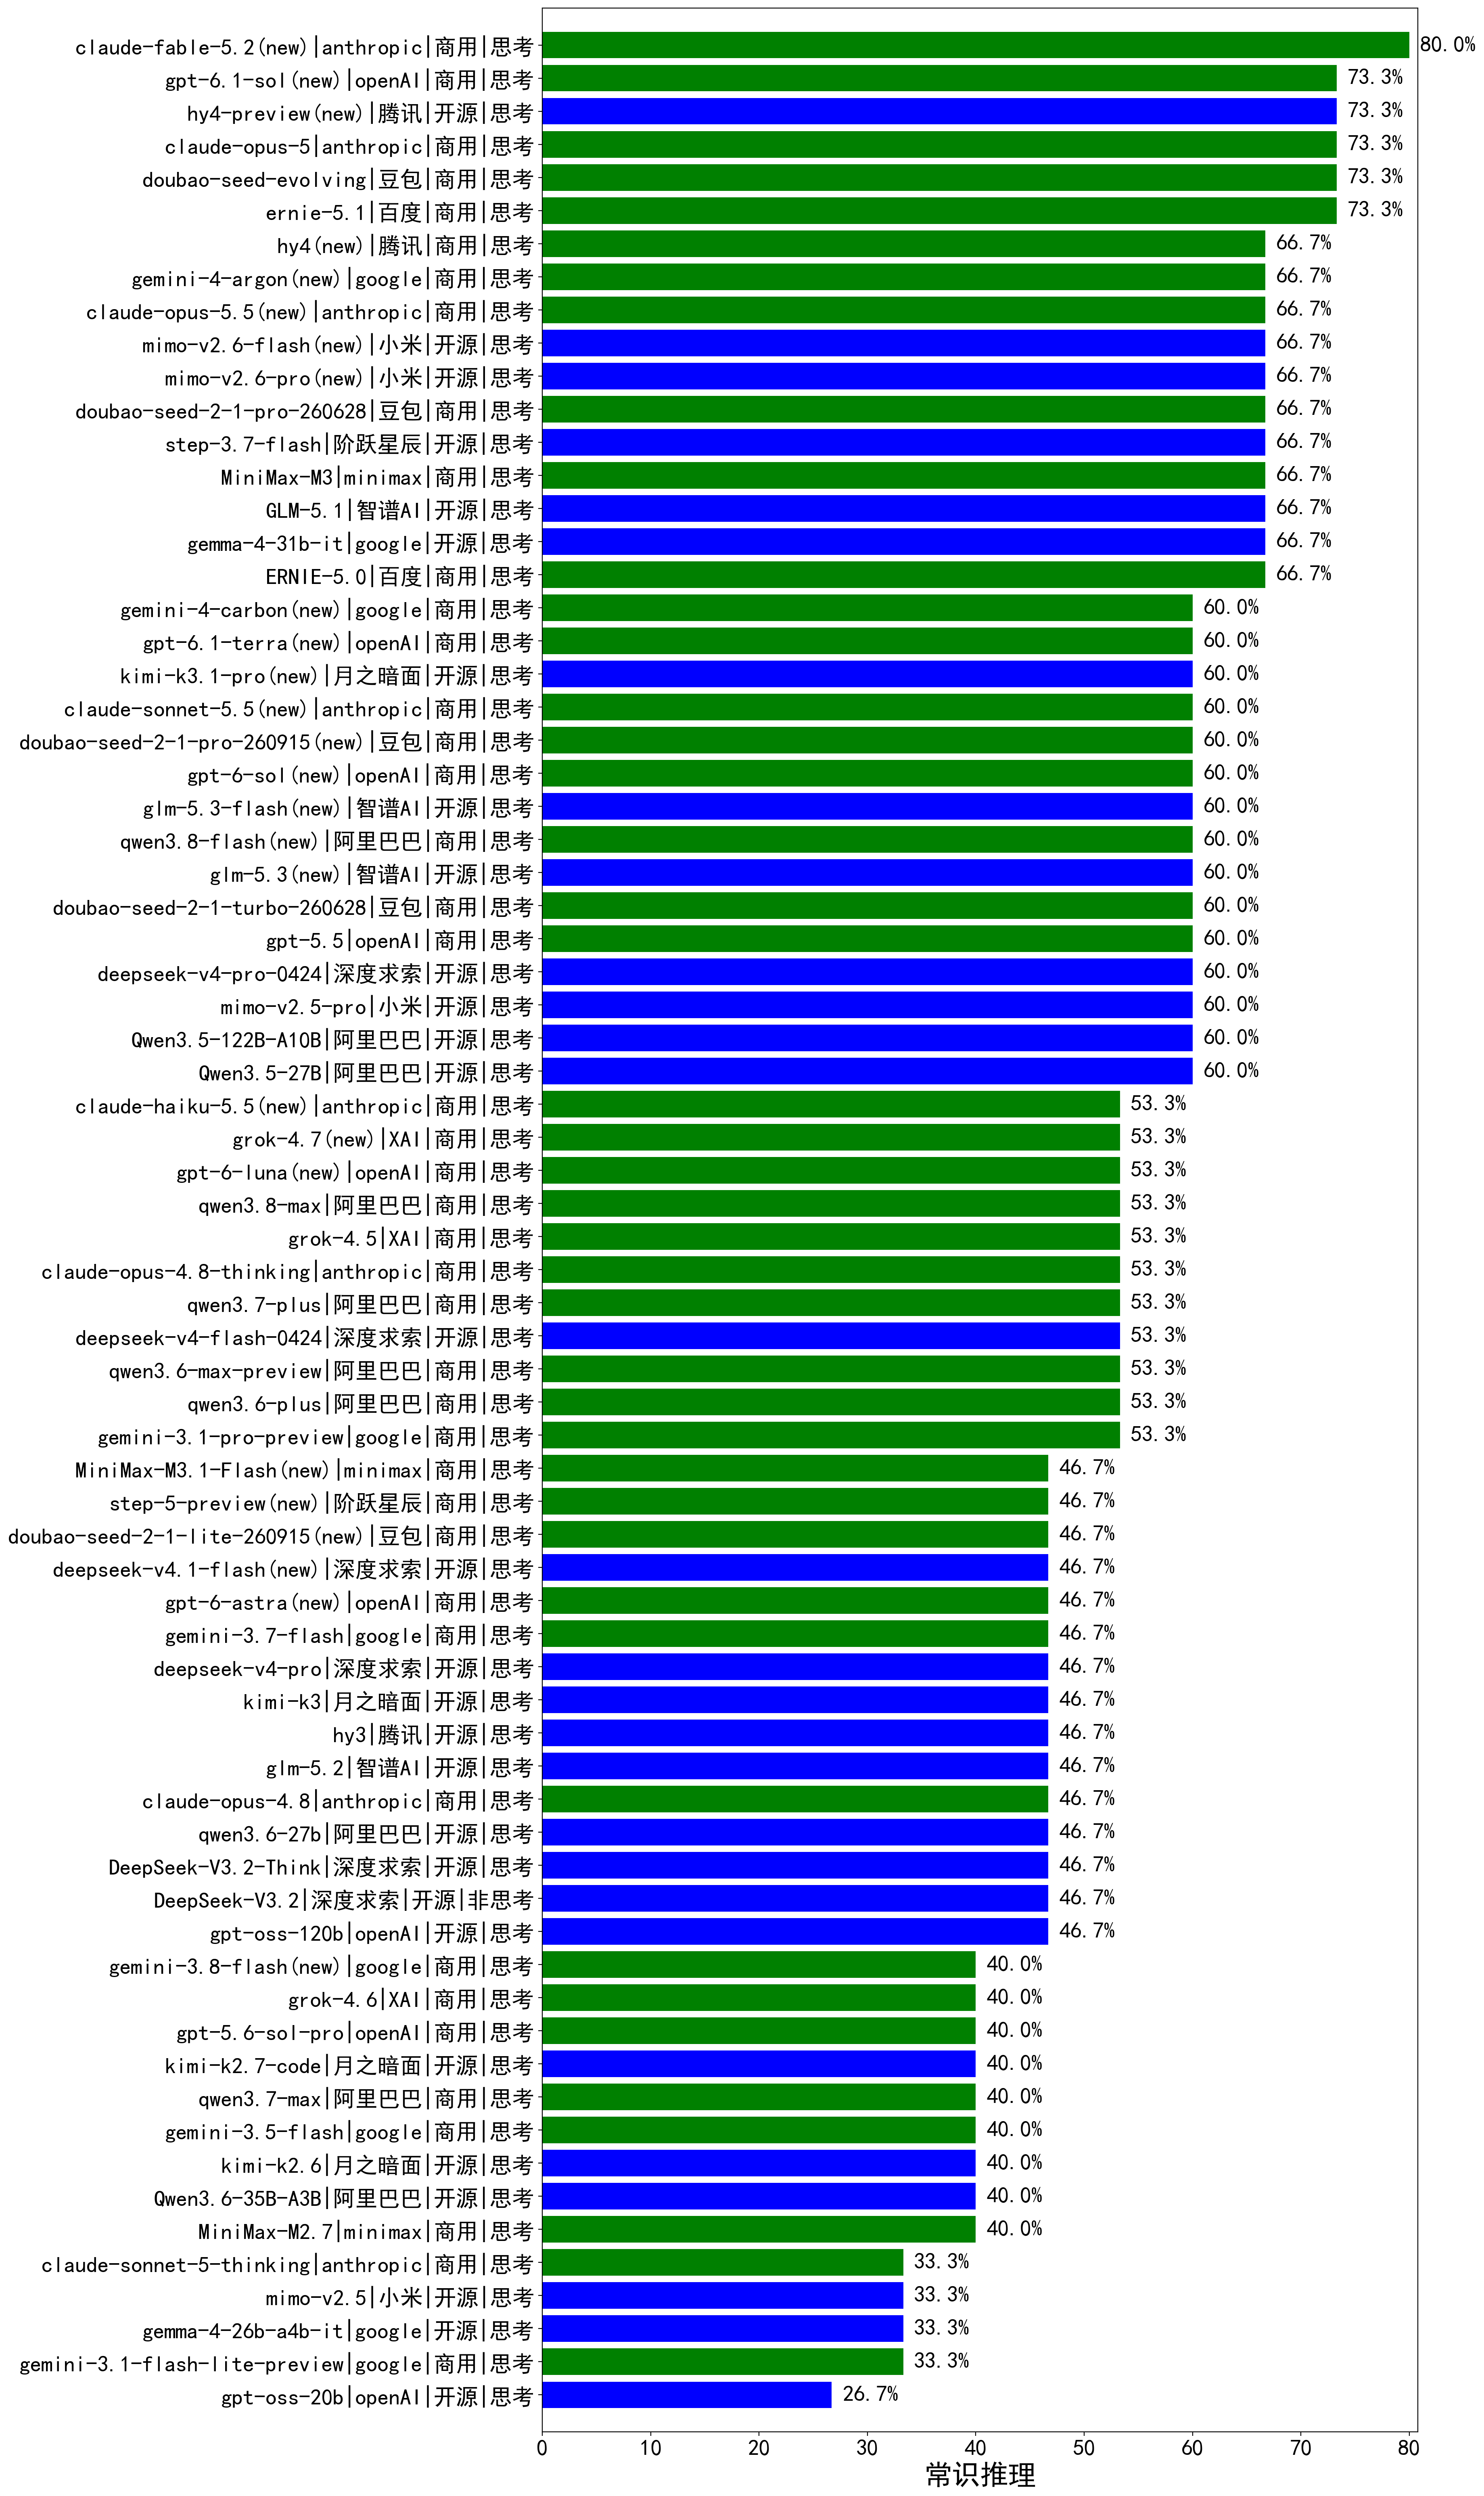 claude-fable-5.2(new)|anthropic|商用|思考 80.0%
gpt-6.1-sol(new)|openAI|商用|思考 73.3%
hy4-preview(new)|腾讯|开源|思考 73.3%
claude-opus-5|anthropic|商用|思考 73.3%
doubao-seed-evolving|豆包|商用|思考 73.3%
ernie-5.1|百度|商用|思考 73.3%
hy4(new)|腾讯|商用|思考 66.7%
gemini-4-argon(new)|google|商用|思考 66.7%
claude-opus-5.5(new)|anthropic|商用|思考 66.7%
mimo-v2.6-flash(new)|小米|开源|思考 66.7%
mimo-v2.6-pro(new)|小米|开源|思考 66.7%
doubao-seed-2-1-pro-260628|豆包|商用|思考 66.7%
step-3.7-flash|阶跃星辰|开源|思考 66.7%
MiniMax-M3|minimax|商用|思考 66.7%
GLM-5.1|智谱AI|开源|思考 66.7%
gemma-4-31b-it|google|开源|思考 66.7%
ERNIE-5.0|百度|商用|思考 66.7%
gemini-4-carbon(new)|google|商用|思考 60.0%
gpt-6.1-terra(new)|openAI|商用|思考 60.0%
kimi-k3.1-pro(new)|月之暗面|开源|思考 60.0%
claude-sonnet-5.5(new)|anthropic|商用|思考 60.0%
doubao-seed-2-1-pro-260915(new)|豆包|商用|思考 60.0%
gpt-6-sol(new)|openAI|商用|思考 60.0%
glm-5.3-flash(new)|智谱AI|开源|思考 60.0%
qwen3.8-flash(new)|阿里巴巴|商用|思考 60.0%
glm-5.3(new)|智谱AI|开源|思考 60.0%
doubao-seed-2-1-turbo-260628|豆包|商用|思考 60.0%
gpt-5.5|openAI|商用|思考 60.0%
deepseek-v4-pro-0424|深度求索|开源|思考 60.0%
mimo-v2.5-pro|小米|开源|思考 60.0%
Qwen3.5-122B-A10B|阿里巴巴|开源|思考 60.0%
Qwen3.5-27B|阿里巴巴|开源|思考 60.0%
claude-haiku-5.5(new)|anthropic|商用|思考 53.3%
grok-4.7(new)|XAI|商用|思考 53.3%
gpt-6-luna(new)|openAI|商用|思考 53.3%
qwen3.8-max|阿里巴巴|商用|思考 53.3%
grok-4.5|XAI|商用|思考 53.3%
claude-opus-4.8-thinking|anthropic|商用|思考 53.3%
qwen3.7-plus|阿里巴巴|商用|思考 53.3%
deepseek-v4-flash-0424|深度求索|开源|思考 53.3%
qwen3.6-max-preview|阿里巴巴|商用|思考 53.3%
qwen3.6-plus|阿里巴巴|商用|思考 53.3%
gemini-3.1-pro-preview|google|商用|思考 53.3%
MiniMax-M3.1-Flash(new)|minimax|商用|思考 46.7%
step-5-preview(new)|阶跃星辰|商用|思考 46.7%
doubao-seed-2-1-lite-260915(new)|豆包|商用|思考 46.7%
deepseek-v4.1-flash(new)|深度求索|开源|思考 46.7%
gpt-6-astra(new)|openAI|商用|思考 46.7%
gemini-3.7-flash|google|商用|思考 46.7%
deepseek-v4-pro|深度求索|开源|思考 46.7%
kimi-k3|月之暗面|开源|思考 46.7%
hy3|腾讯|开源|思考 46.7%
glm-5.2|智谱AI|开源|思考 46.7%
claude-opus-4.8|anthropic|商用|思考 46.7%
qwen3.6-27b|阿里巴巴|开源|思考 46.7%
DeepSeek-V3.2-Think|深度求索|开源|思考 46.7%
DeepSeek-V3.2|深度求索|开源|非思考 46.7%
gpt-oss-120b|openAI|开源|思考 46.7%
gemini-3.8-flash(new)|google|商用|思考 40.0%
grok-4.6|XAI|商用|思考 40.0%
gpt-5.6-sol-pro|openAI|商用|思考 40.0%
kimi-k2.7-code|月之暗面|开源|思考 40.0%
qwen3.7-max|阿里巴巴|商用|思考 40.0%
gemini-3.5-flash|google|商用|思考 40.0%
kimi-k2.6|月之暗面|开源|思考 40.0%
Qwen3.6-35B-A3B|阿里巴巴|开源|思考 40.0%
MiniMax-M2.7|minimax|商用|思考 40.0%
claude-sonnet-5-thinking|anthropic|商用|思考 33.3%
mimo-v2.5|小米|开源|思考 33.3%
gemma-4-26b-a4b-it|google|开源|思考 33.3%
gemini-3.1-flash-lite-preview|google|商用|思考 33.3%
gpt-oss-20b|openAI|开源|思考 26.7%
0 10 20 30 40 50 60 70 80
常识推理